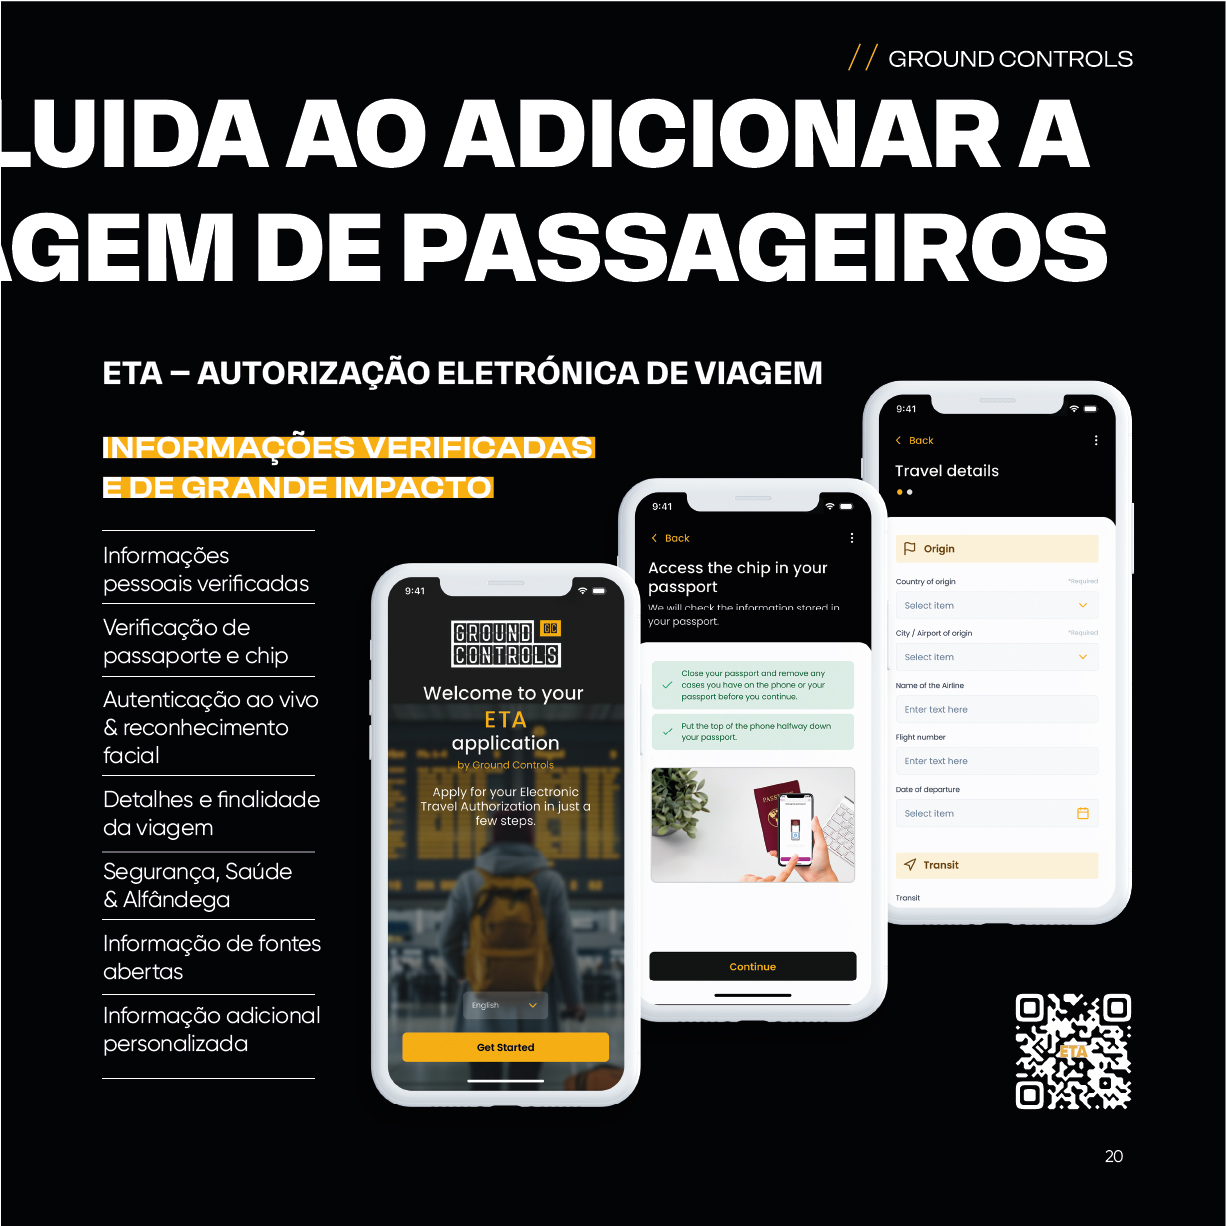 // GROUND CONTROLS
LUIDA AO ADICIONAR A
AGEM DE PASSAGEIROS
ETA – AUTORIZAÇÃO ELETRÓNICA DE VIAGEM
INFORMAÇÕES VERIFICADAS
E DE GRANDE IMPACTO
Informações
pessoais verificadas
Verificação de
passaporte e chip
Autenticação ao vivo
& reconhecimento
facial
Detalhes e finalidade
da viagem
Segurança, Saúde
& Alfândega
Informação de fontes
abertas
Informação adicional
personalizada
9:41
GROUND GC
CONTROLS
Welcome to your
ETA
application
by Ground Controls
Apply for your Electronic
Travel Authorization in just a
few steps.
English
Get Started
9:41
Back
Access the chip in your
passport
We will check the information stored in
your passport.
Close your passport and remove any
cases you have on the phone or your
passport before you continue.
Put the top of the phone halfway down
your passport.
Continue
9:41
Back
Travel details
Origin
Country of origin *Required
Select item
City / Airport of origin *Required
Select item
Name of the Airline
Enter text here
Flight number
Enter text here
Date of departure
Select item
Transit
Transit
ETA
20